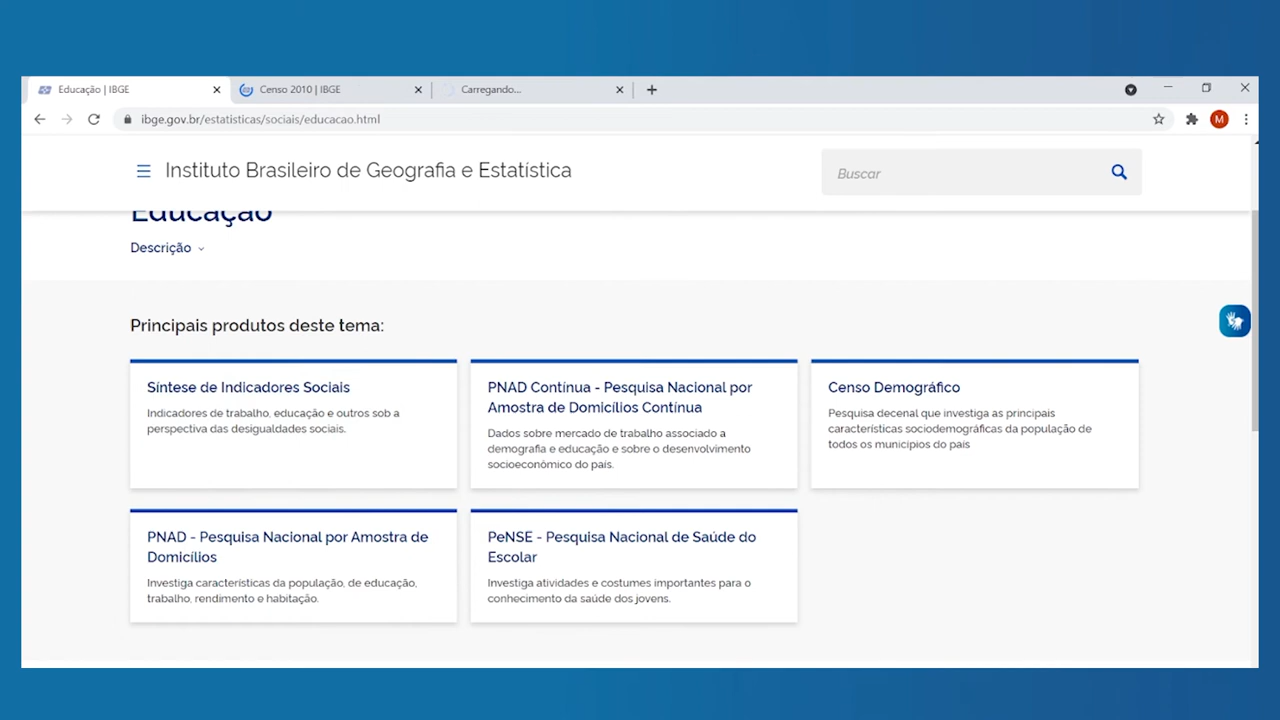 Educação | IBGE
Censo 2010 | IBGE
Carregando...
ibge.gov.br/estatisticas/sociais/educacao.html
M
Instituto Brasileiro de Geografia e Estatística
Buscar
Educação
Descrição
Principais produtos deste tema:
Síntese de Indicadores Sociais
Indicadores de trabalho, educação e outros sob a
perspectiva das desigualdades sociais.
PNAD Contínua - Pesquisa Nacional por
Amostra de Domicílios Contínua
Dados sobre mercado de trabalho associado a
demografia e educação e sobre o desenvolvimento
socioeconômico do país.
Censo Demográfico
Pesquisa decenal que investiga as principais
características sociodemográficas da população de
todos os municípios do país
PNAD - Pesquisa Nacional por Amostra de
Domicílios
Investiga características da população, de educação,
trabalho, rendimento e habitação.
PeNSE - Pesquisa Nacional de Saúde do
Escolar
Investiga atividades e costumes importantes para o
conhecimento da saúde dos jovens.